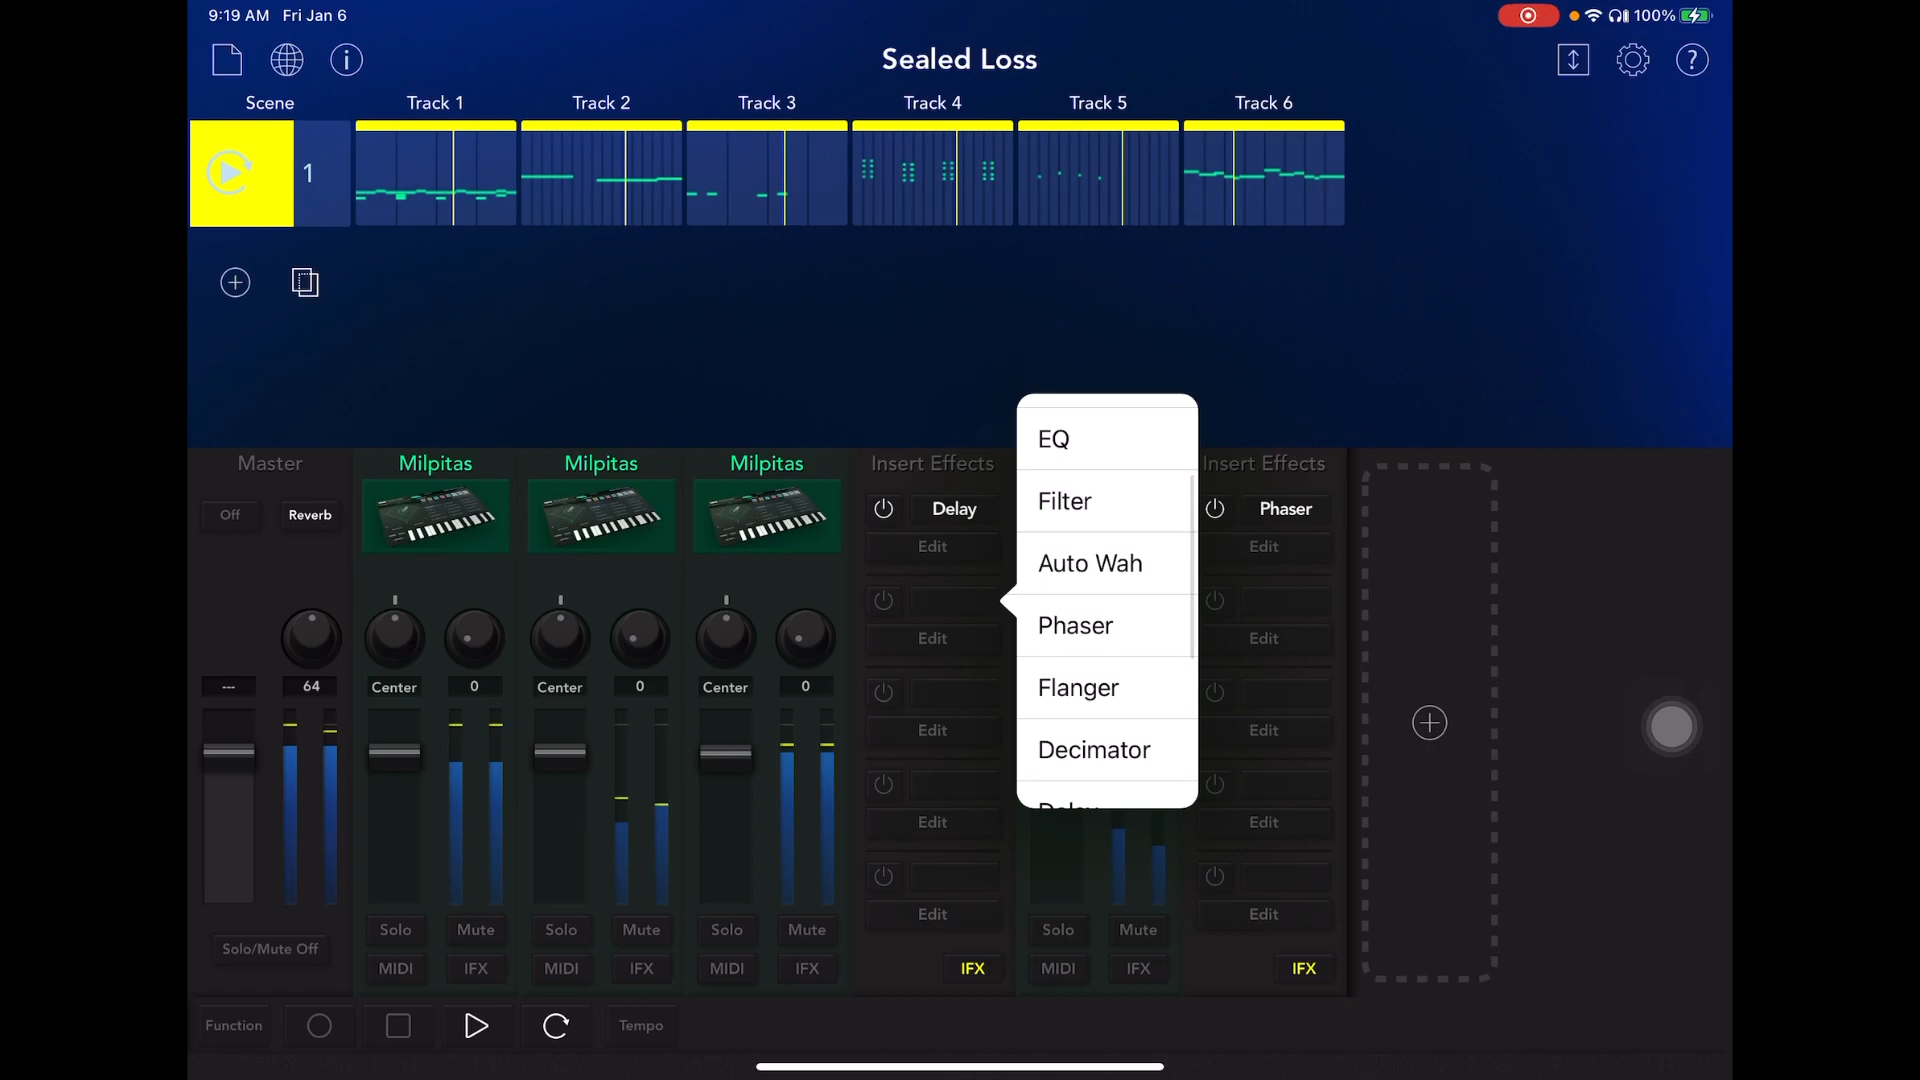 9:19 AM Fri Jan 6
100%
Sealed Loss
Scene Track 1 Track 2 Track 3 Track 4 Track 5 Track 6
1
Master Milpitas Milpitas Milpitas Insert Effects Insert Effects
Off Reverb Delay Phaser
Edit Edit
Edit Edit
--- 64 Center 0 Center 0 Center 0
Edit Edit
Edit Edit
Edit Edit
EQ
Filter
Auto Wah
Phaser
Flanger
Decimator
Delay
Solo Mute Solo Mute Solo Mute Solo Mute
Solo/Mute Off
MIDI IFX MIDI IFX MIDI IFX IFX MIDI IFX IFX
Function Tempo